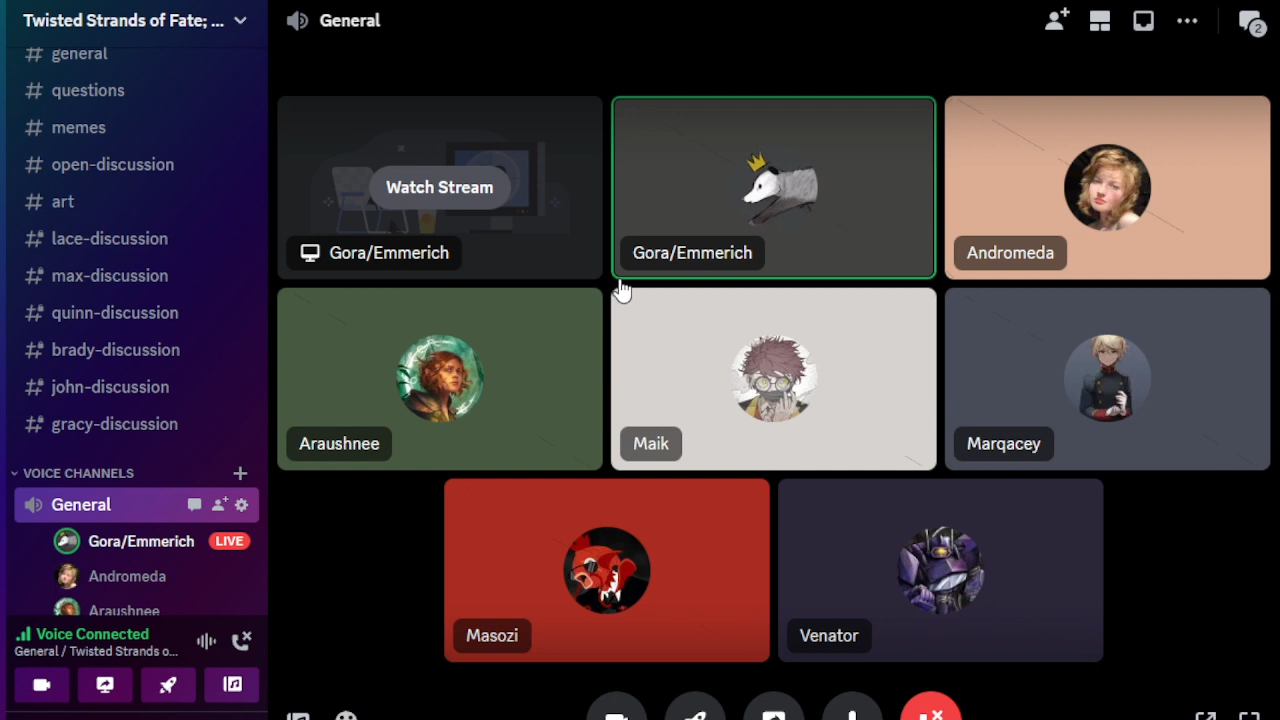 Twisted Strands of Fate; ...
# general
# questions
# memes
# open-discussion
# art
# lace-discussion
# max-discussion
# quinn-discussion
# brady-discussion
# john-discussion
# gracy-discussion
VOICE CHANNELS
General
Gora/Emmerich LIVE
Andromeda
Araushnee
Voice Connected
General / Twisted Strands o...
General
2
Watch Stream
Gora/Emmerich
Gora/Emmerich
Andromeda
Araushnee
Maik
Marqacey
Masozi
Venator